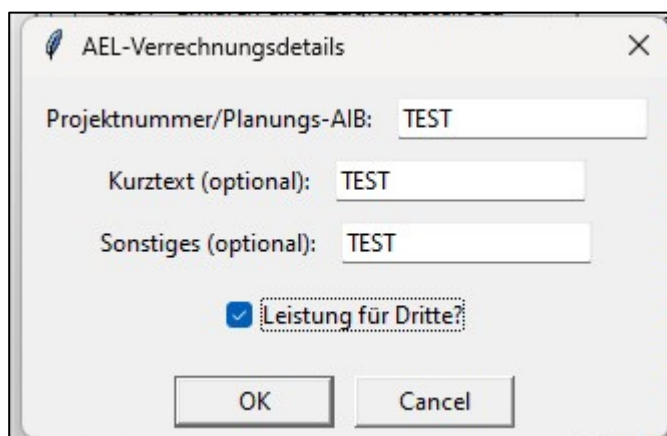 AEL-Verrechnungsdetails
Projektnummer/Planungs-AIB: TEST
Kurztext (optional): TEST
Sonstiges (optional): TEST
Leistung für Dritte?
OK Cancel